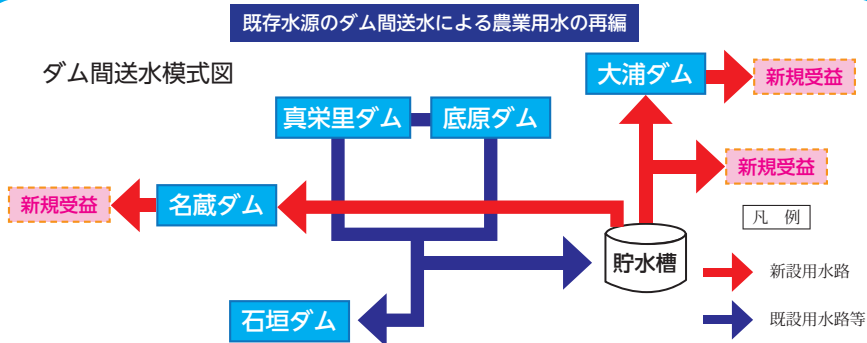 既存水源のダム間送水による農業用水の再編
ダム間送水模式図
大浦ダム
新規受益
真栄里ダム
底原ダム
新規受益
新規受益
名蔵ダム
凡 例
貯水槽
新設用水路
石垣ダム
既設用水路等